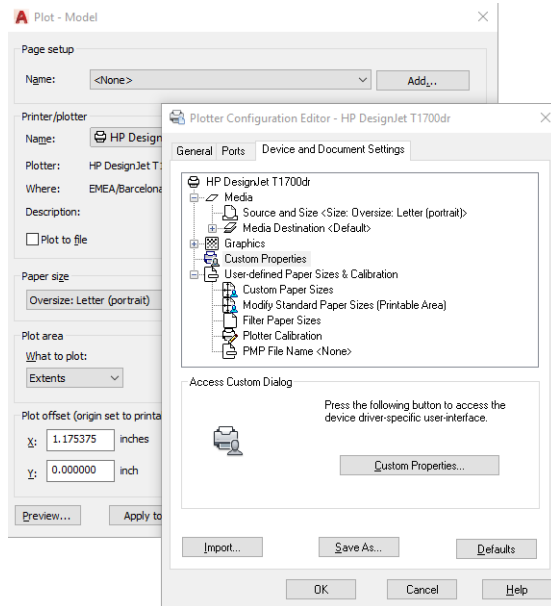 A Plot - Model
Page setup
Name:
<None>
Add...
Printer/plotter
Name:
HP Design
Plotter:
HP DesignJet T1
Where:
EMEA/Barcelona
Description:
Plot to file
Paper size
Oversize: Letter (portrait)
Plot area
What to plot:
Extents
Plot offset (origin set to printa
X:
1.175375
inches
Y:
0.000000
inch
Preview...
Apply to
Plotter Configuration Editor - HP DesignJet T1700dr
General
Ports
Device and Document Settings
HP DesignJet T1700dr
Media
Source and Size <Size: Oversize: Letter (portrait)>
Media Destination <Default>
Graphics
Custom Properties
User-defined Paper Sizes & Calibration
Custom Paper Sizes
Modify Standard Paper Sizes (Printable Area)
Filter Paper Sizes
Plotter Calibration
PMP File Name <None>
Access Custom Dialog
Press the following button to access the
device driver-specific user-interface.
Custom Properties...
Import...
Save As...
Defaults
OK
Cancel
Help